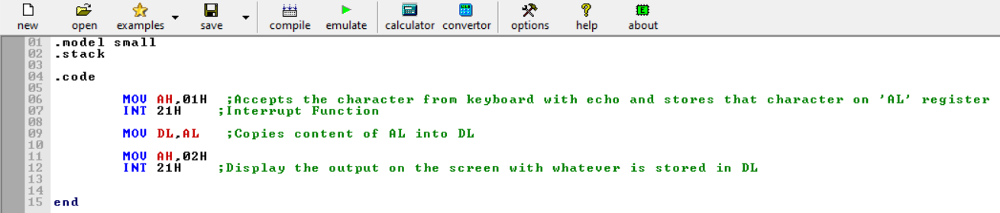 new open examples save compile emulate calculator convertor options help about
01 .model small
02 .stack
03
04 .code
05
06 MOV AH,01H ;Accepts the character from keyboard with echo and stores that character on 'AL' register
07 INT 21H ;Interrupt Function
08
09 MOV DL,AL ;Copies content of AL into DL
10
11 MOV AH,02H
12 INT 21H ;Display the output on the screen with whatever is stored in DL
13
14
15 end